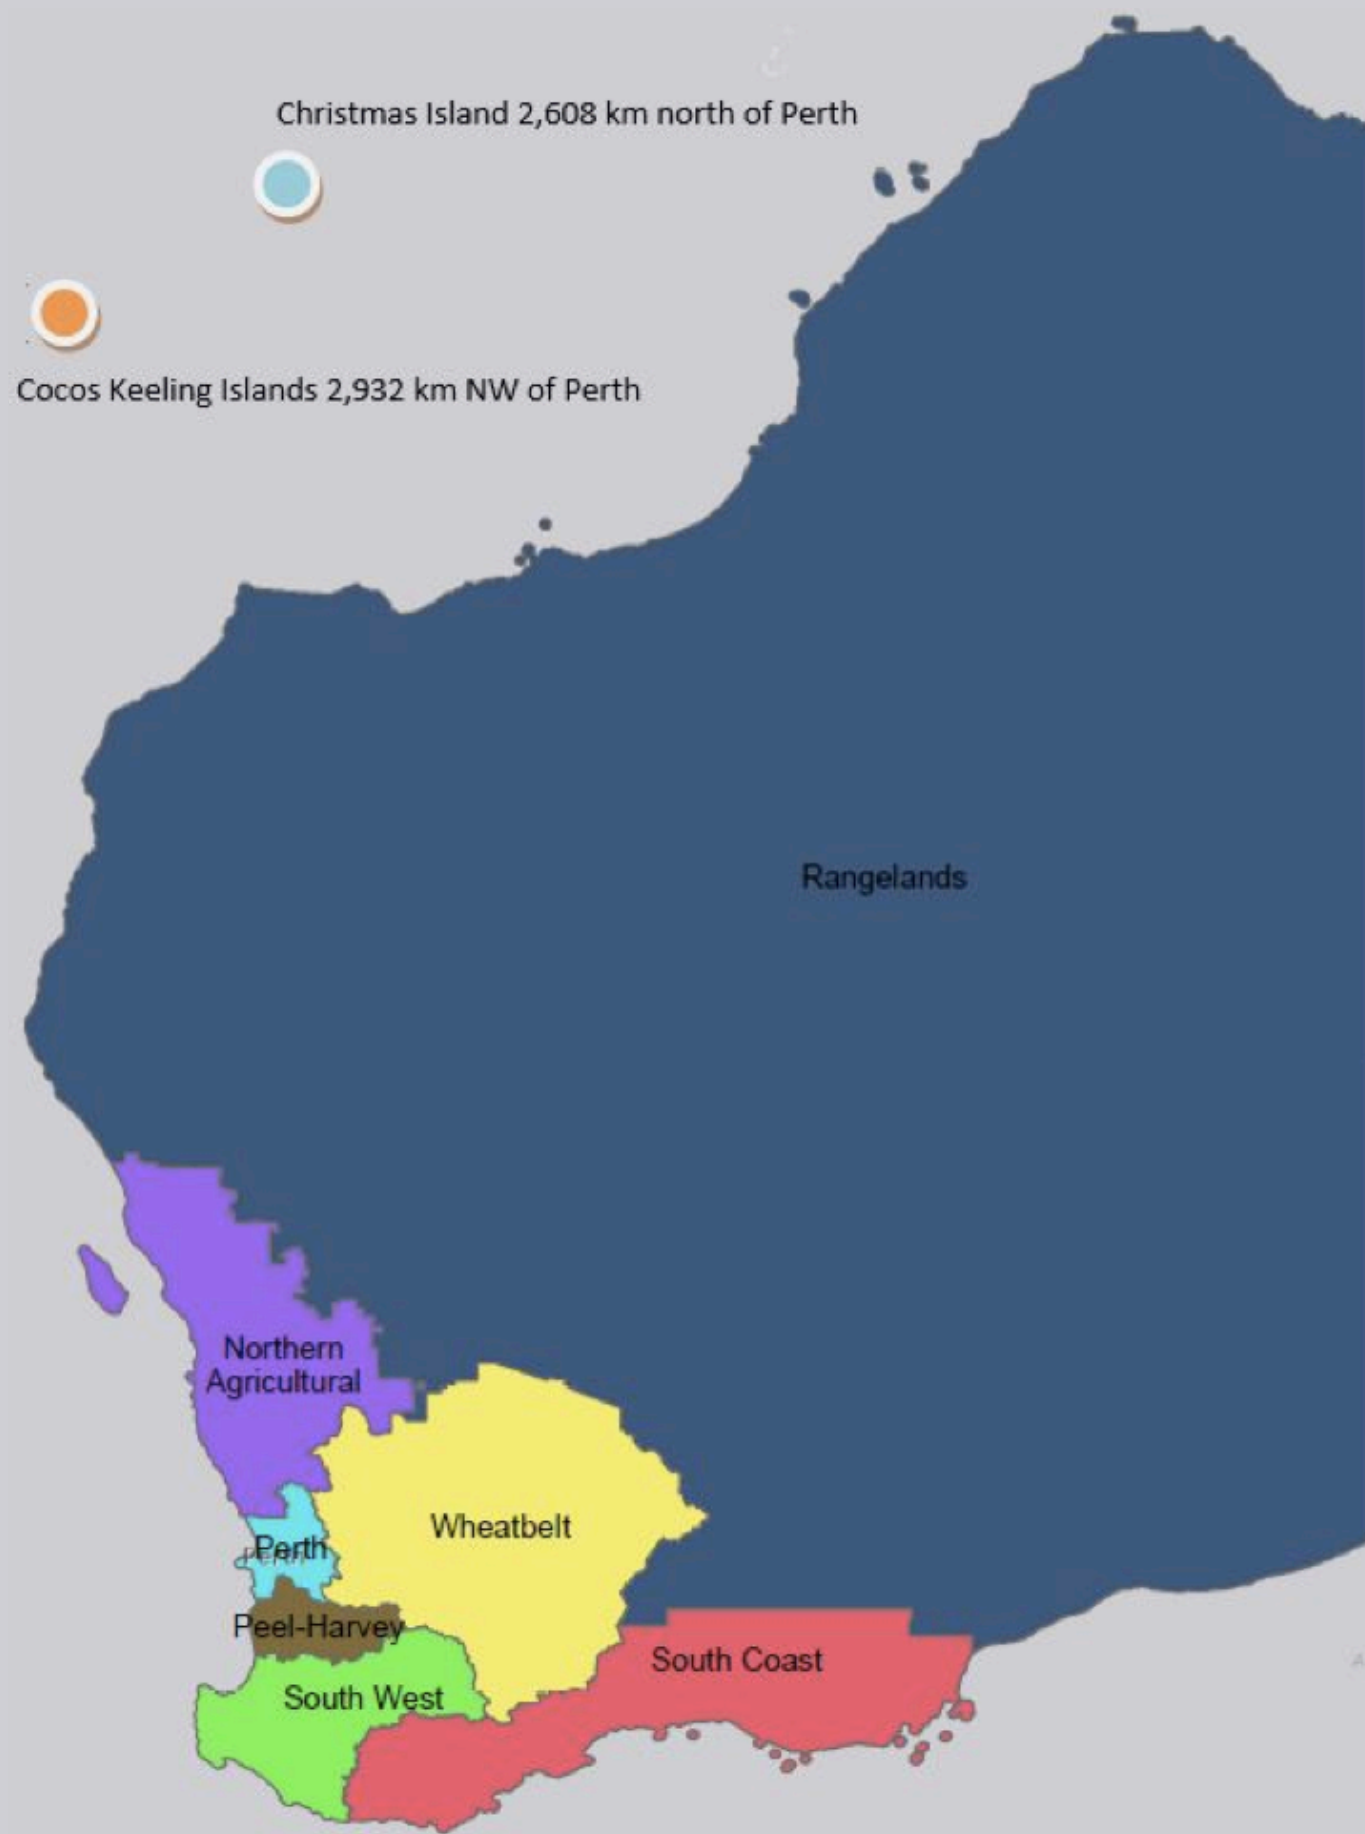 Christmas Island 2,608 km north of Perth
Cocos Keeling Islands 2,932 km NW of Perth
Rangelands
Northern
Agricultural
Wheatbelt
Perth
Perth
Peel-Harvey
South Coast
South West